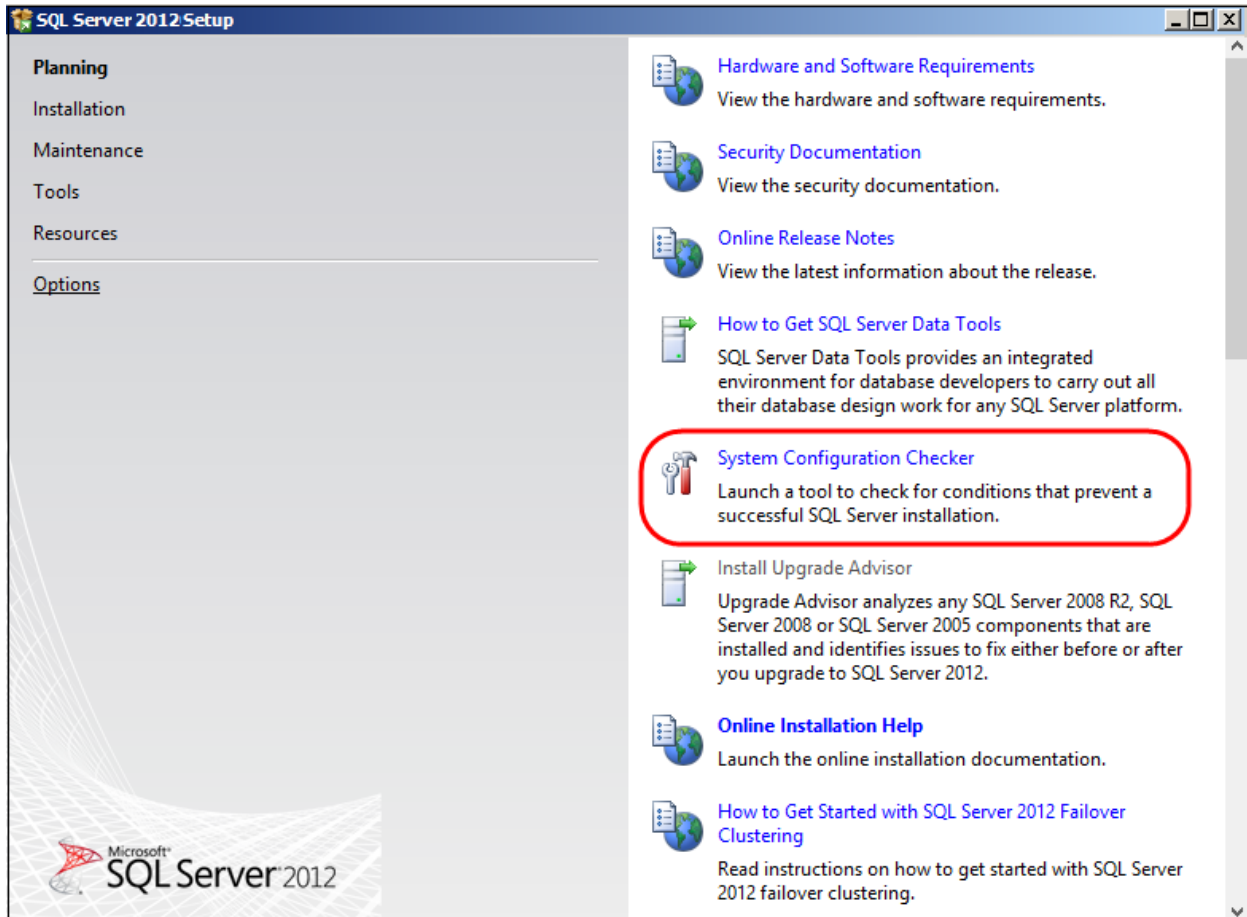 SQL Server 2012 Setup
Planning
Installation
Maintenance
Tools
Resources
Options
Hardware and Software Requirements
View the hardware and software requirements.
Security Documentation
View the security documentation.
Online Release Notes
View the latest information about the release.
How to Get SQL Server Data Tools
SQL Server Data Tools provides an integrated
environment for database developers to carry out all
their database design work for any SQL Server platform.
System Configuration Checker
Launch a tool to check for conditions that prevent a
successful SQL Server installation.
Install Upgrade Advisor
Upgrade Advisor analyzes any SQL Server 2008 R2, SQL
Server 2008 or SQL Server 2005 components that are
installed and identifies issues to fix either before or after
you upgrade to SQL Server 2012.
Online Installation Help
Launch the online installation documentation.
How to Get Started with SQL Server 2012 Failover
Clustering
Read instructions on how to get started with SQL Server
2012 failover clustering.
Microsoft®
SQL Server® 2012